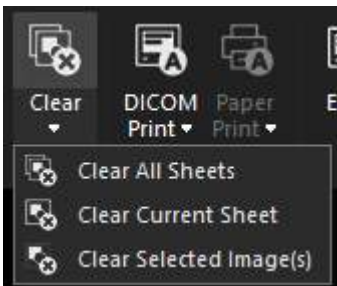 Clear
DICOM
Print
Paper
Print
E
Clear All Sheets
Clear Current Sheet
Clear Selected Image(s)